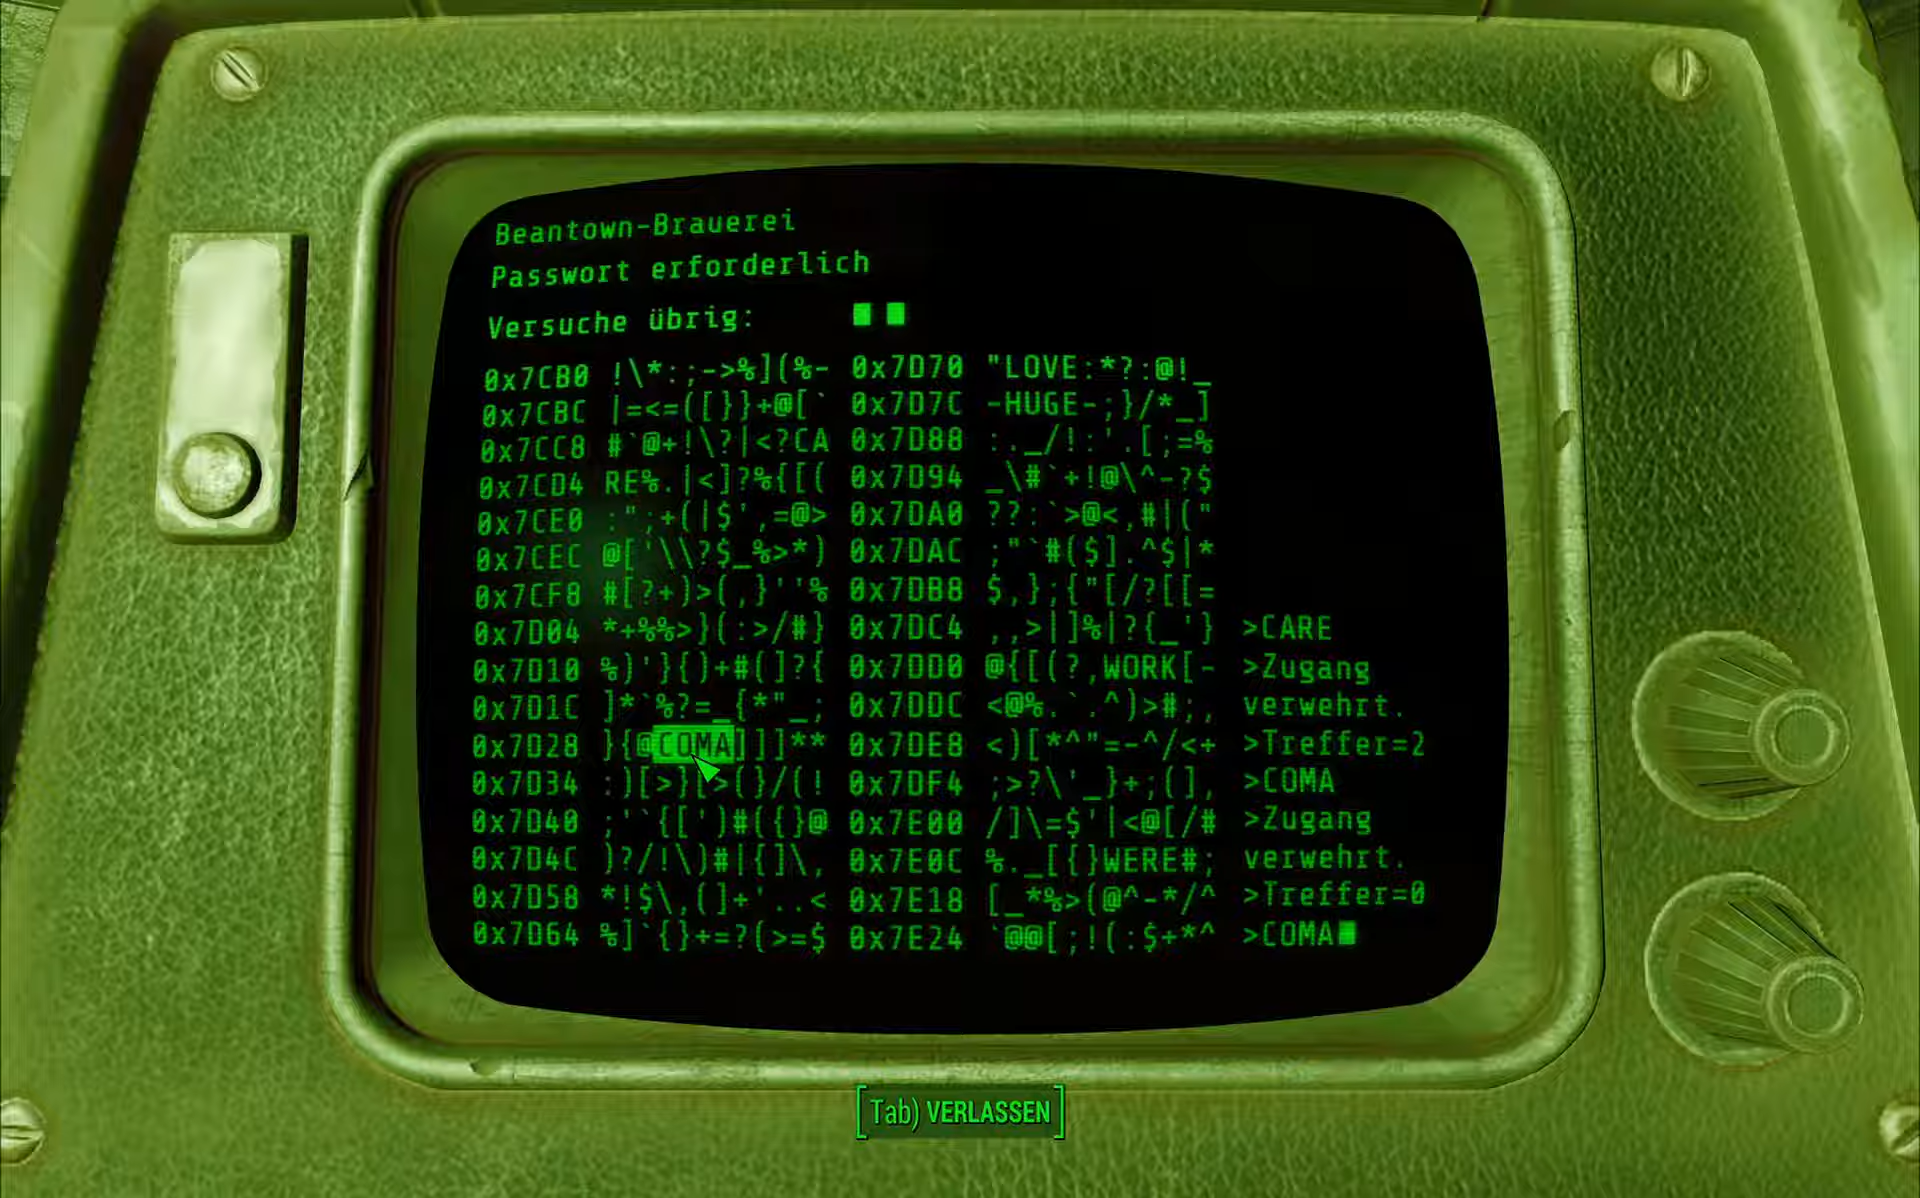 Beantown-Brauerei
Passwort erforderlich
Versuche übrig:
0x7CB0 !\*:;->%](%- 0x7D70 "LOVE:*?:@!_
0x7CBC |=<=([}}+@[` 0x7D7C -HUGE-;}/*_]
0x7CC8 #`@+!\?|<?CA 0x7D88 :._/!:'.[;=%
0x7CD4 RE%.|<]?%{[( 0x7D94 _\#`+!@\^-?$
0x7CE0 :";+(|$',=@> 0x7DA0 ??:`>@<,#|("
0x7CEC @['\\?$_%>*) 0x7DAC ;"`#($].^$|*
0x7CF8 #[?+)>(,}''% 0x7DB8 $,};{"[/?[[=
0x7D04 *+%%>}(:>/#} 0x7DC4 ,,>|]%|?{_'} >CARE
0x7D10 %)'}{)+#(]?{ 0x7DD0 @{[(?,WORK[- >Zugang
0x7D1C ]*`%?=_{*"_; 0x7DDC <@%.`.^)>#;, verwehrt.
0x7D28 }{@COMA]]]** 0x7DE8 <)[*^"=-^/<+ >Treffer=2
0x7D34 :)[>}[>(}/(! 0x7DF4 ;>?\'_}+;(], >COMA
0x7D40 ;'`{[')#({}@ 0x7E00 /]\=$'|<@[/# >Zugang
0x7D4C )?/!\)#|{]\, 0x7E0C %._[{}WERE#; verwehrt.
0x7D58 *!$\,(]+'..< 0x7E18 [_*%>(@^-*/^ >Treffer=0
0x7D64 %]`{}+=?(>=$ 0x7E24 `@@[;!(:$+*^ >COMA
[Tab) VERLASSEN]